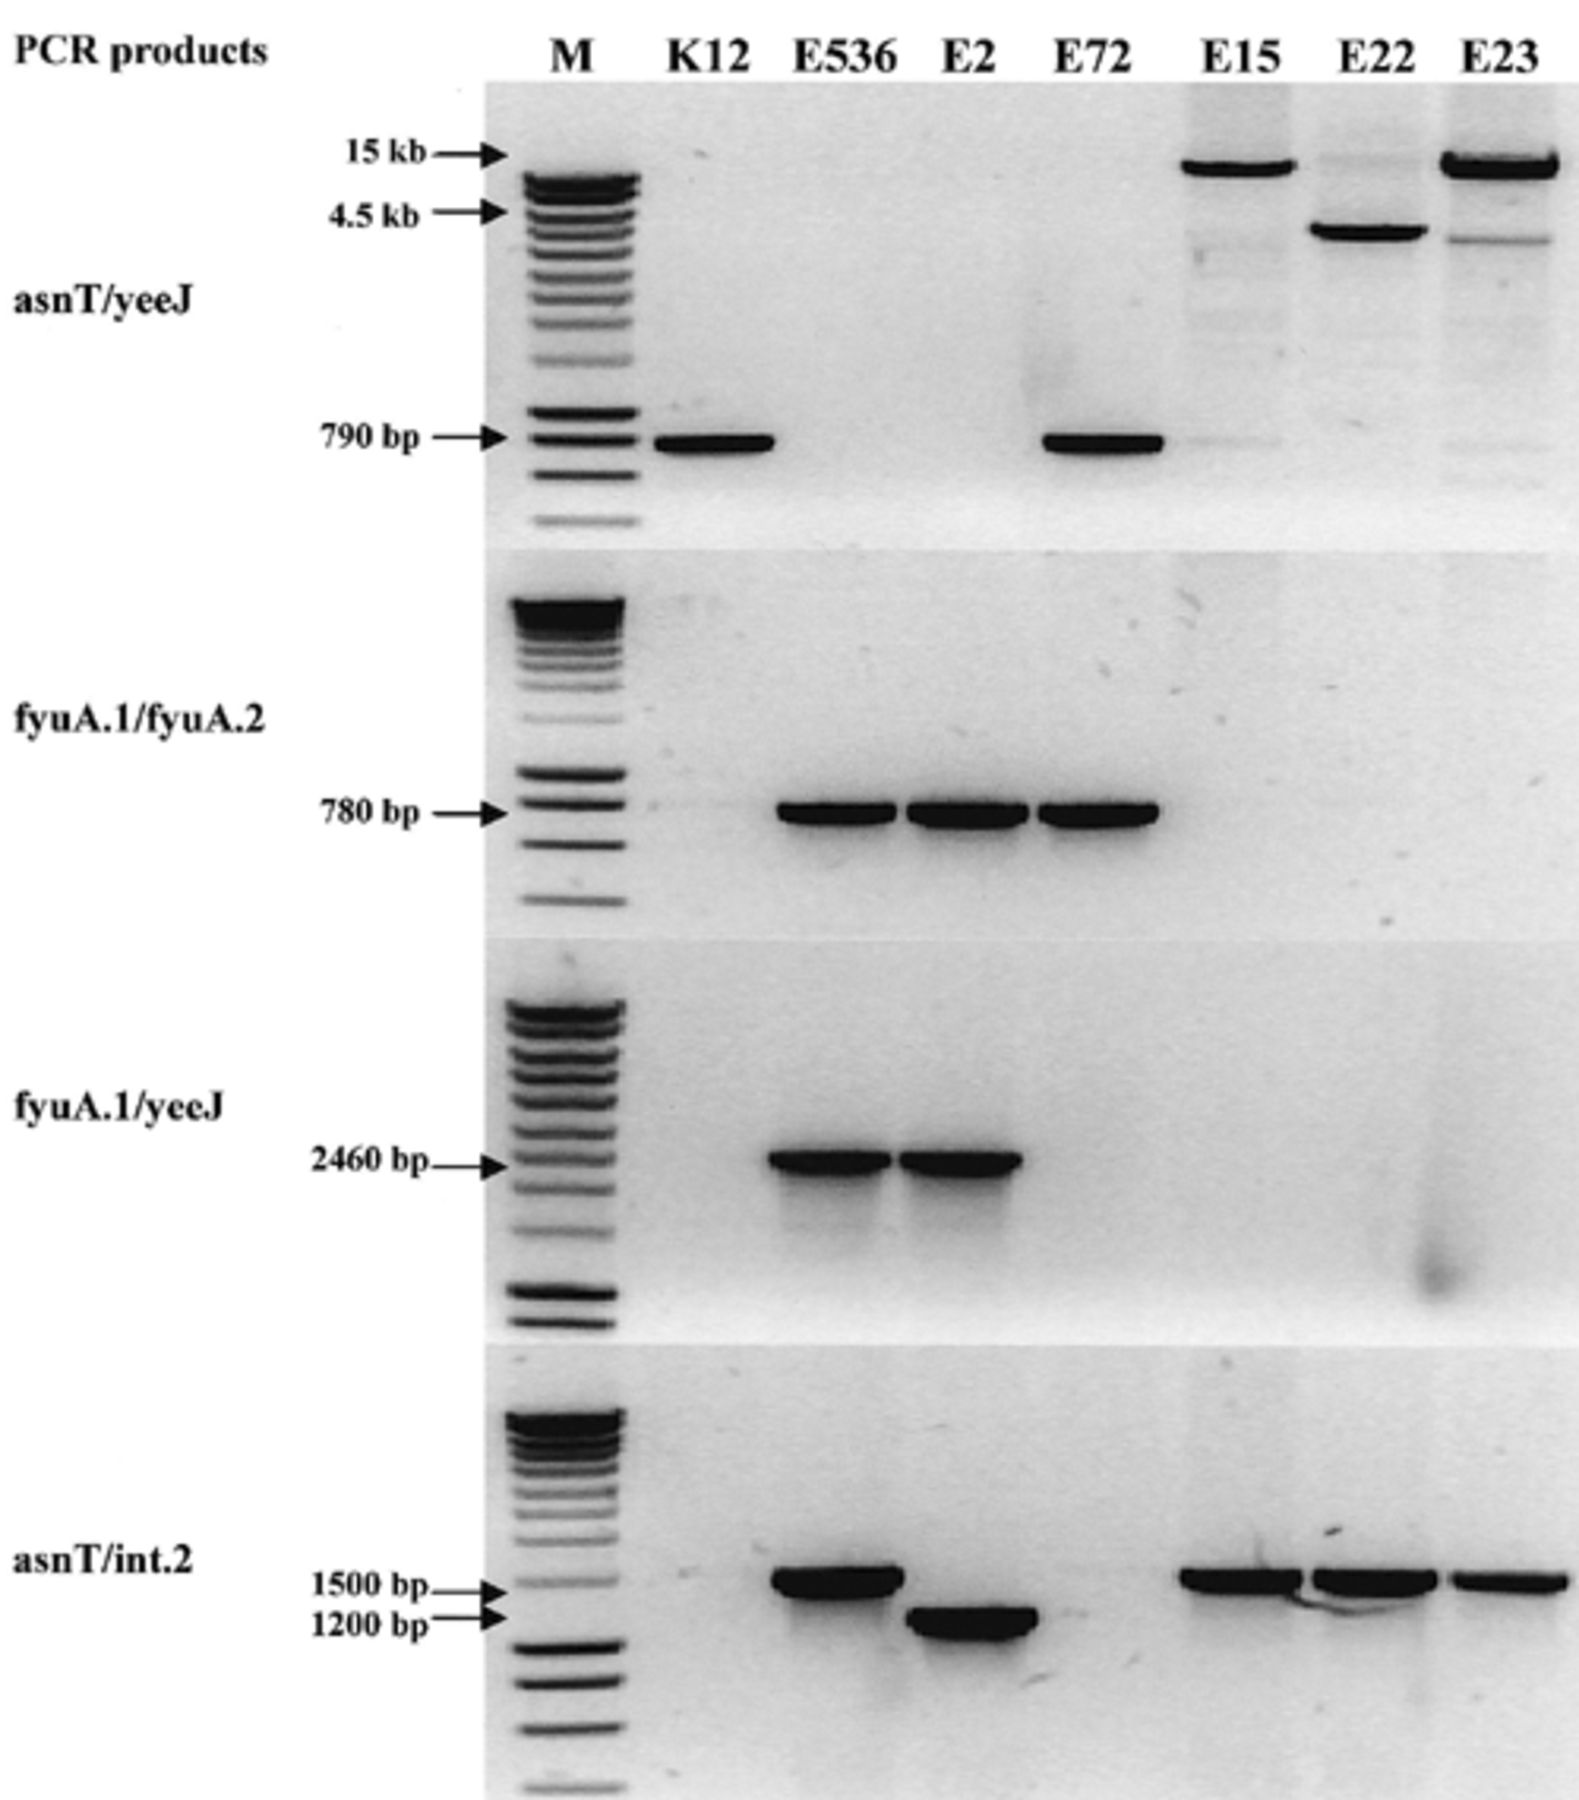 PCR products M K12 E536 E2 E72 E15 E22 E23
15 kb
4.5 kb
asnT/yeeJ
790 bp
fyuA.1/fyuA.2
780 bp
fyuA.1/yeeJ
2460 bp
asnT/int.2
1500 bp
1200 bp